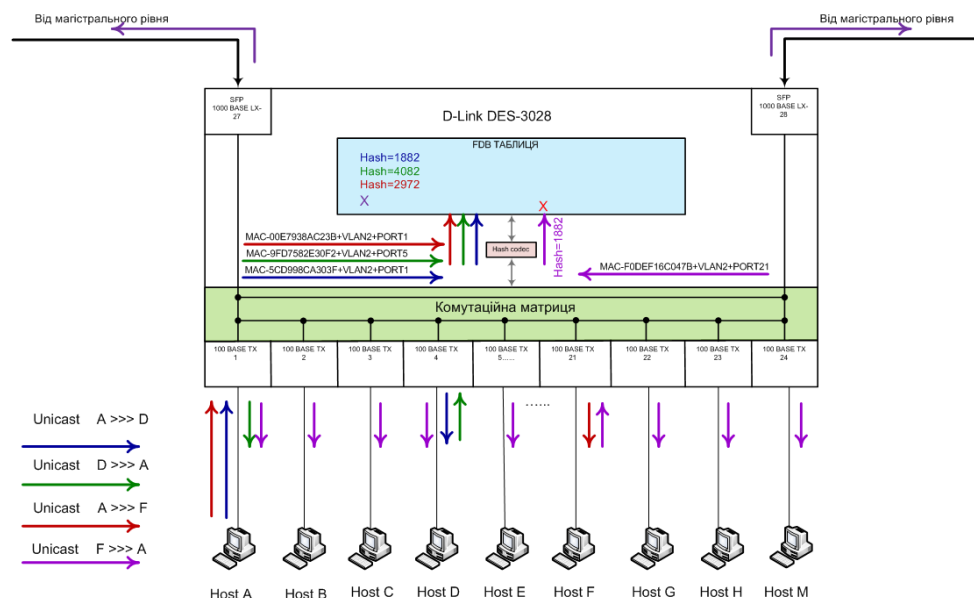 Від магістрального рівня
Від магістрального рівня
SFP
1000 BASE LX-
27
D-Link DES-3028
SFP
1000 BASE LX-
28
FDB ТАБЛИЦЯ
Hash=1882
Hash=4082
Hash=2972
X
X
MAC-00E7938AC23B+VLAN2+PORT1
Hash codec
Hash=1882
MAC-9FD7582E30F2+VLAN2+PORT5
MAC-F0DEF16C047B+VLAN2+PORT21
MAC-5CD998CA303F+VLAN2+PORT1
Комутаційна матриця
100 BASE TX
1
100 BASE TX
2
100 BASE TX
3
100 BASE TX
4
100 BASE TX
5......
100 BASE TX
21
100 BASE TX
22
100 BASE TX
23
100 BASE TX
24
......
Unicast A >>> D
Unicast D >>> A
Unicast A >>> F
Unicast F >>> A
Host A
Host B
Host C
Host D
Host E
Host F
Host G
Host H
Host M